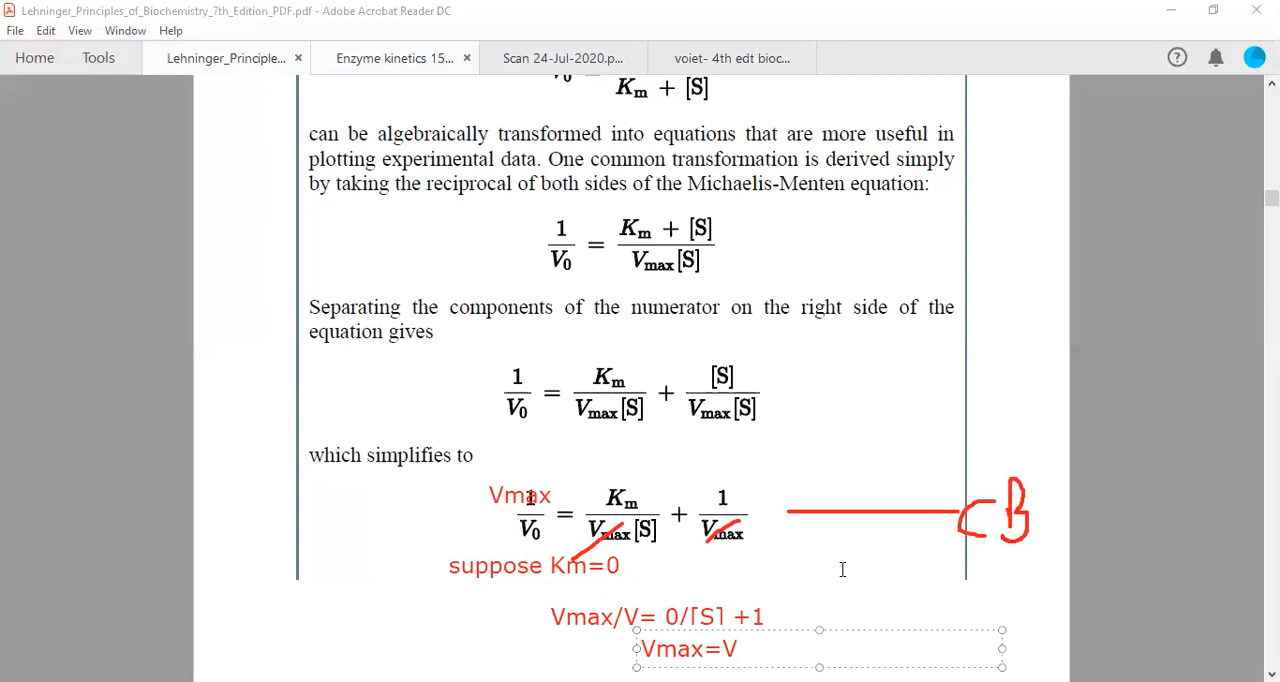 Lehninger_Principles_of_Biochemistry_7th_Edition_PDF.pdf - Adobe Acrobat Reader DC
File Edit View Window Help
Home Tools Lehninger_Principle... × Enzyme kinetics 15... × Scan 24-Jul-2020.p... voiet- 4th edt bioc...
V₀ =
Kₘ + [S]
can be algebraically transformed into equations that are more useful in
plotting experimental data. One common transformation is derived simply
by taking the reciprocal of both sides of the Michaelis-Menten equation:
1/V₀ = (Kₘ + [S])/(Vmax[S])
Separating the components of the numerator on the right side of the
equation gives
1/V₀ = Kₘ/(Vmax[S]) + [S]/(Vmax[S])
which simplifies to
Vmax
1/V₀ = Kₘ/(Vmax[S]) + 1/Vmax
B
suppose Km=0
Vmax/V= 0/[S] +1
Vmax=V